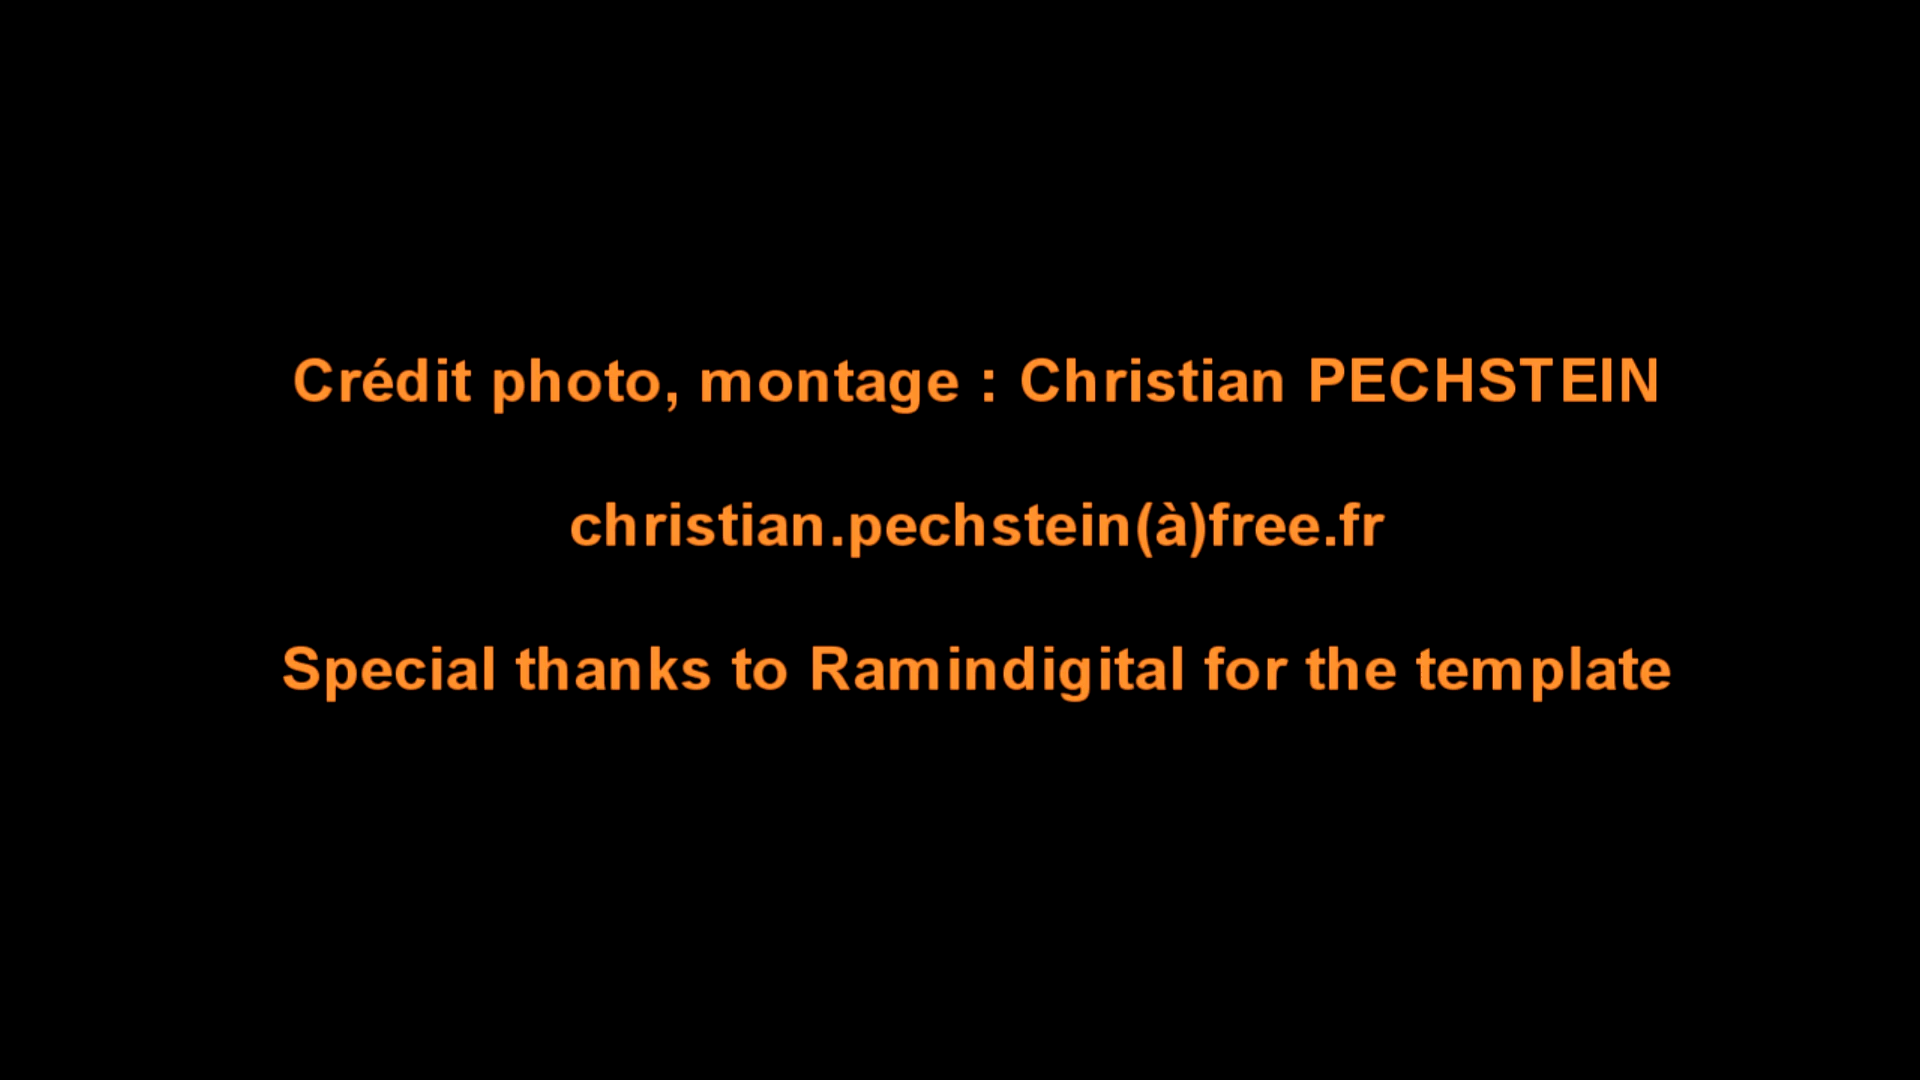 Crédit photo, montage : Christian PECHSTEIN
christian.pechstein(à)free.fr
Special thanks to Ramindigital for the template